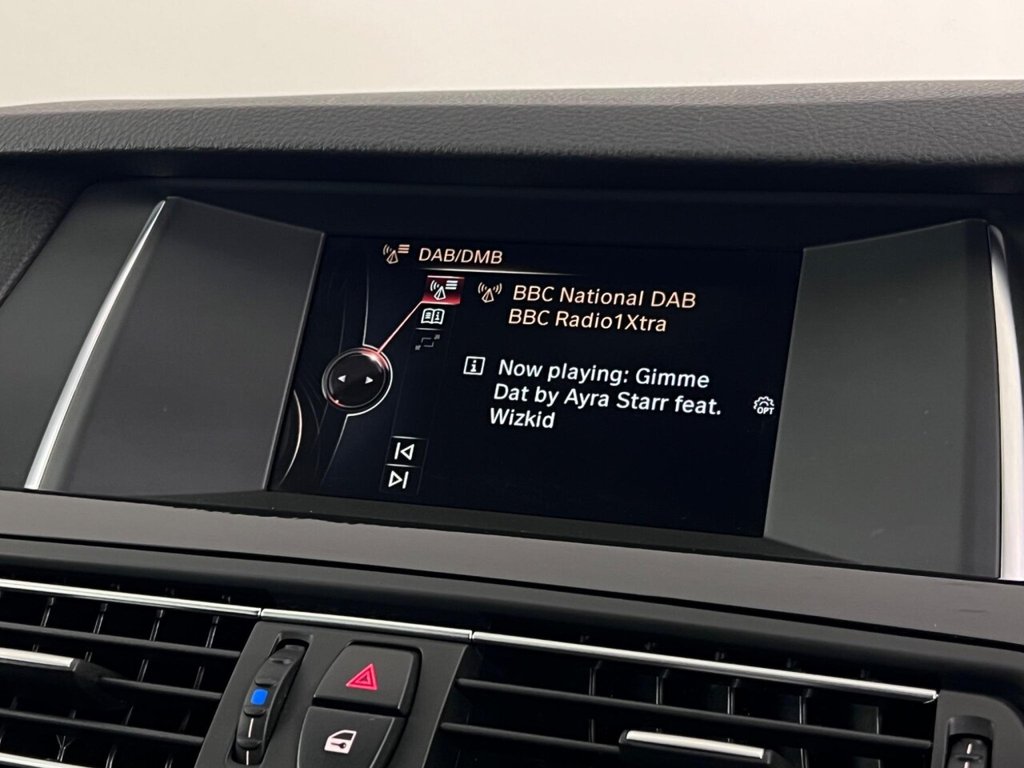 DAB/DMB
BBC National DAB
BBC Radio1Xtra
Now playing: Gimme
Dat by Ayra Starr feat.
Wizkid
OPT